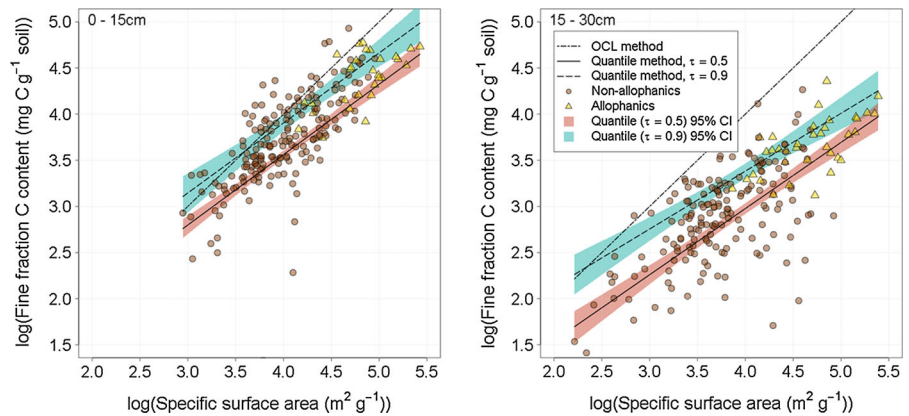 0 - 15cm
log(Fine fraction C content (mg C g⁻¹ soil))
5.0
4.5
4.0
3.5
3.0
2.5
2.0
1.5
2.0 2.5 3.0 3.5 4.0 4.5 5.0 5.5
log(Specific surface area (m² g⁻¹))
15 - 30cm
log(Fine fraction C content (mg C g⁻¹ soil))
5.0
4.5
4.0
3.5
3.0
2.5
2.0
1.5
OCL method
Quantile method, τ = 0.5
Quantile method, τ = 0.9
Non-allophanics
Allophanics
Quantile (τ = 0.5) 95% CI
Quantile (τ = 0.9) 95% CI
2.0 2.5 3.0 3.5 4.0 4.5 5.0 5.5
log(Specific surface area (m² g⁻¹))